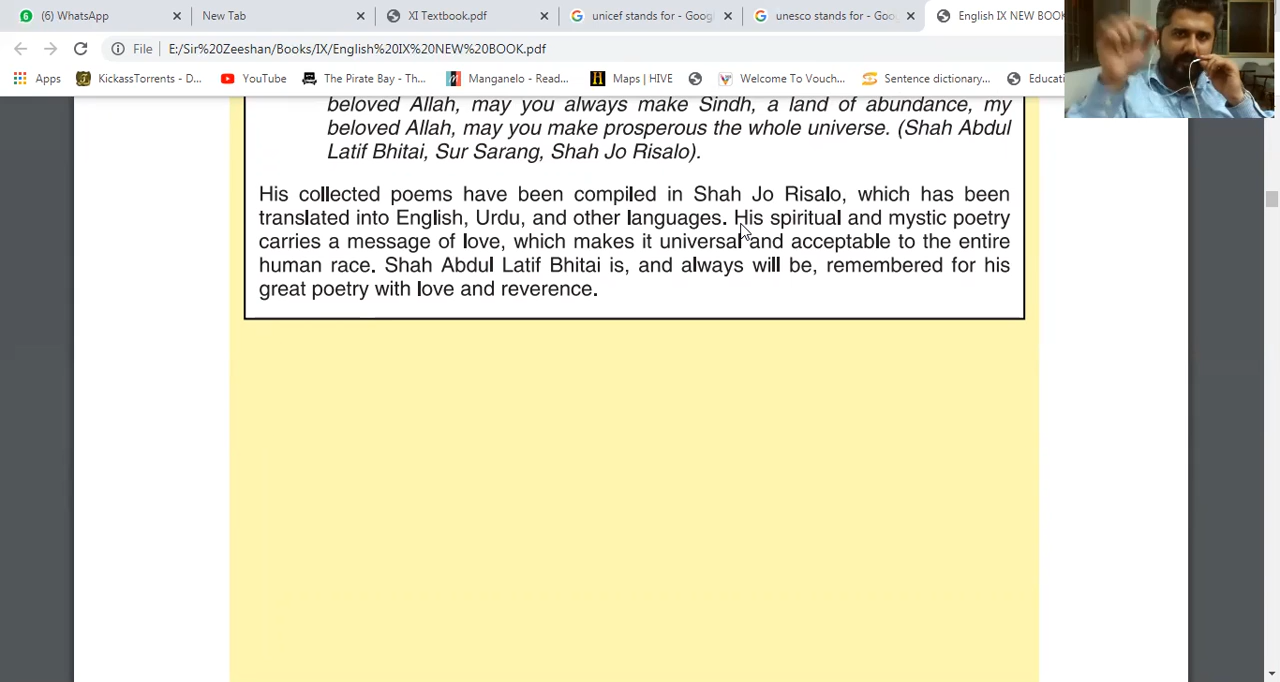 (6) WhatsApp
New Tab
XI Textbook.pdf
unicef stands for - Goog
unesco stands for - Goo
English IX NEW BOOK
File
E:/Sir%20Zeeshan/Books/IX/English%20IX%20NEW%20BOOK.pdf
Apps
KickassTorrents - D...
YouTube
The Pirate Bay - Th...
Manganelo - Read...
Maps | HIVE
Welcome To Vouch...
Sentence dictionary...
Educati
beloved Allah, may you always make Sindh, a land of abundance, my
beloved Allah, may you make prosperous the whole universe. (Shah Abdul
Latif Bhitai, Sur Sarang, Shah Jo Risalo).
His collected poems have been compiled in Shah Jo Risalo, which has been
translated into English, Urdu, and other languages. His spiritual and mystic poetry
carries a message of love, which makes it universal and acceptable to the entire
human race. Shah Abdul Latif Bhitai is, and always will be, remembered for his
great poetry with love and reverence.